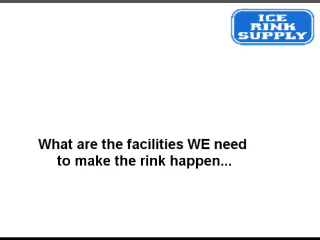 ICE
RINK
SUPPLY
What are the facilities WE need
to make the rink happen...